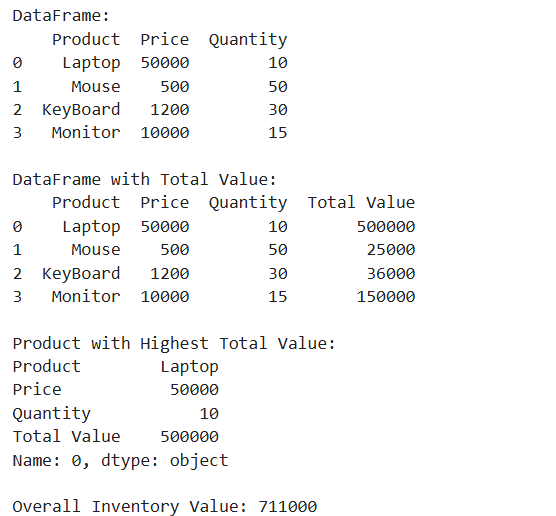 DataFrame:
    Product  Price  Quantity
0    Laptop  50000        10
1     Mouse    500        50
2  KeyBoard   1200        30
3   Monitor  10000        15

DataFrame with Total Value:
    Product  Price  Quantity  Total Value
0    Laptop  50000        10       500000
1     Mouse    500        50        25000
2  KeyBoard   1200        30        36000
3   Monitor  10000        15       150000

Product with Highest Total Value:
Product        Laptop
Price           50000
Quantity           10
Total Value    500000
Name: 0, dtype: object

Overall Inventory Value: 711000